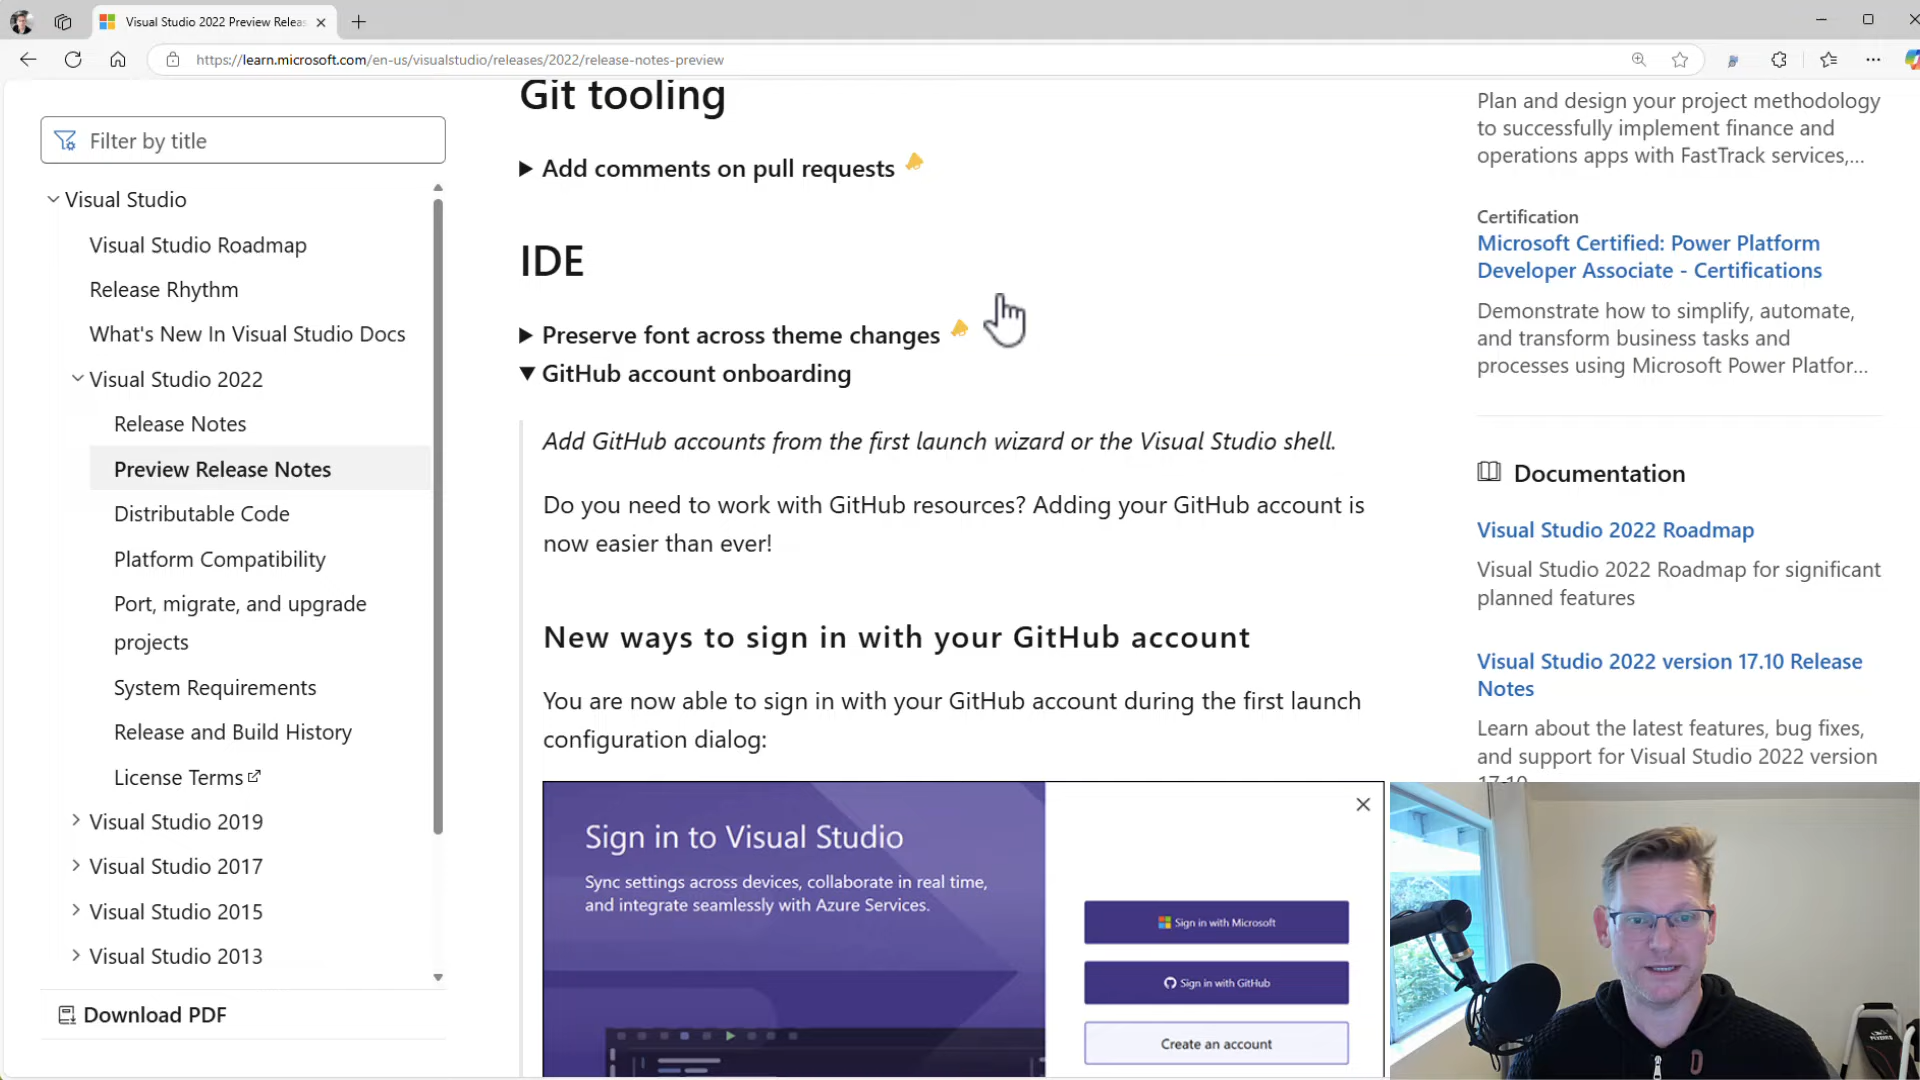 Visual Studio 2022 Preview Relea
https://learn.microsoft.com/en-us/visualstudio/releases/2022/release-notes-preview
Filter by title
Visual Studio
Visual Studio Roadmap
Release Rhythm
What's New In Visual Studio Docs
Visual Studio 2022
Release Notes
Preview Release Notes
Distributable Code
Platform Compatibility
Port, migrate, and upgrade
projects
System Requirements
Release and Build History
License Terms
Visual Studio 2019
Visual Studio 2017
Visual Studio 2015
Visual Studio 2013
Download PDF
Git tooling
Add comments on pull requests
IDE
Preserve font across theme changes
GitHub account onboarding
Add GitHub accounts from the first launch wizard or the Visual Studio shell.
Do you need to work with GitHub resources? Adding your GitHub account is
now easier than ever!
New ways to sign in with your GitHub account
You are now able to sign in with your GitHub account during the first launch
configuration dialog:
Sign in to Visual Studio
Sync settings across devices, collaborate in real time,
and integrate seamlessly with Azure Services.
Sign in with Microsoft
Sign in with GitHub
Create an account
Plan and design your project methodology
to successfully implement finance and
operations apps with FastTrack services,...
Certification
Microsoft Certified: Power Platform
Developer Associate - Certifications
Demonstrate how to simplify, automate,
and transform business tasks and
processes using Microsoft Power Platfor...
Documentation
Visual Studio 2022 Roadmap
Visual Studio 2022 Roadmap for significant
planned features
Visual Studio 2022 version 17.10 Release
Notes
Learn about the latest features, bug fixes,
and support for Visual Studio 2022 version
17.10